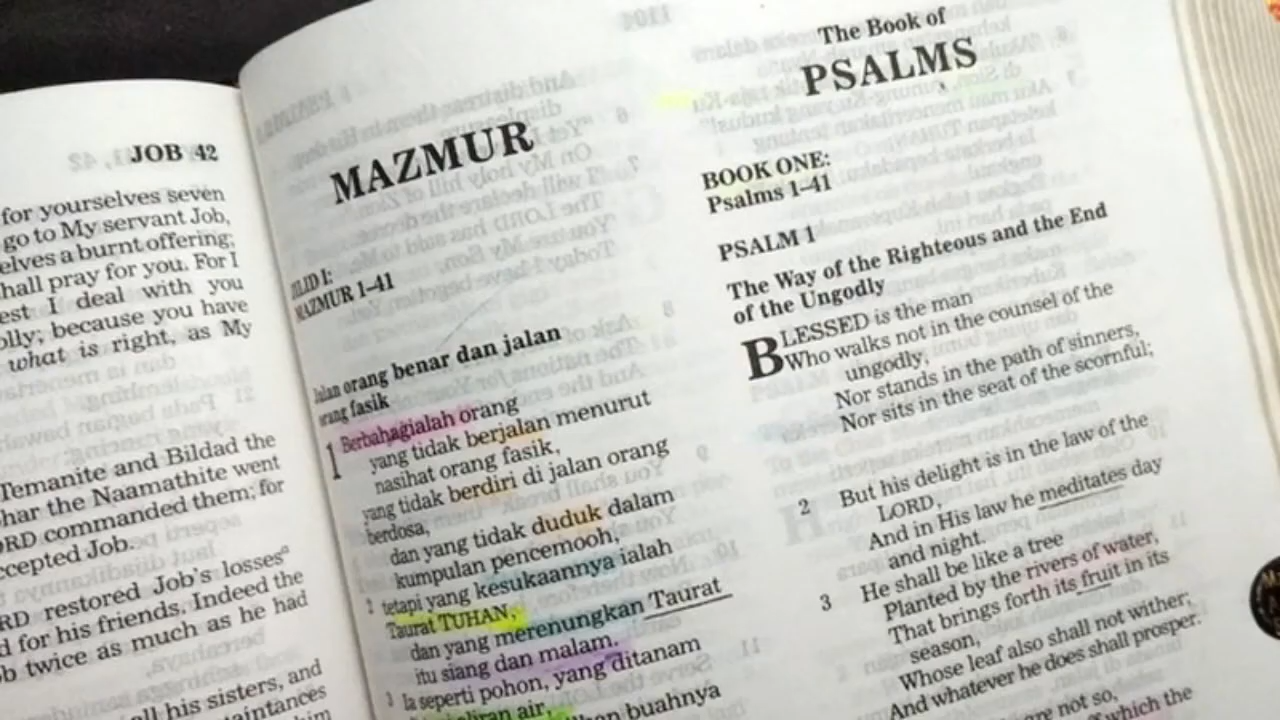 JOB 42
for yourselves seven
go to My servant Job,
a burnt offering;
shall pray for you. For I
I deal with you
because you have
what is right, as My
Temanite and Bildad the
the Naamathite went
commanded them; for
accepted Job.
restored Job's losses
for his friends. Indeed the
twice as much as he had
all his sisters, and
MAZMUR
MAZMUR 1–41
Jalan orang benar dan jalan
orang fasik
1 Berbahagialah orang
yang tidak berjalan menurut
nasihat orang fasik,
yang tidak berdiri di jalan orang
berdosa,
dan yang tidak duduk dalam
kumpulan pencemooh,
2 tetapi yang kesukaannya ialah
Taurat TUHAN,
dan yang merenungkan Taurat
itu siang dan malam.
3 Ia seperti pohon, yang ditanam
aliran air,
buahnya
The Book of
PSALMS
BOOK ONE:
Psalms 1–41
PSALM 1
The Way of the Righteous and the End
of the Ungodly
BLESSED is the man
Who walks not in the counsel of the
ungodly,
Nor stands in the path of sinners,
Nor sits in the seat of the scornful;
2 But his delight is in the law of the
LORD,
And in His law he meditates day
and night.
3 He shall be like a tree
Planted by the rivers of water,
That brings forth its fruit in its
season,
Whose leaf also shall not wither;
And whatever he does shall prosper.
are not so,
which the